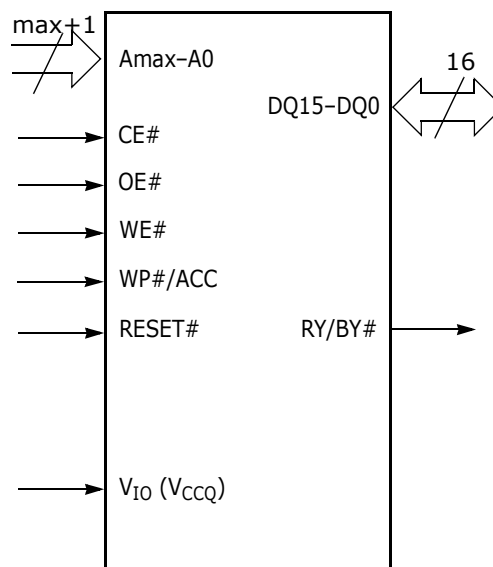 max+1
Amax–A0
16
DQ15–DQ0
CE#
OE#
WE#
WP#/ACC
RESET#
RY/BY#
VIO (VCCQ)